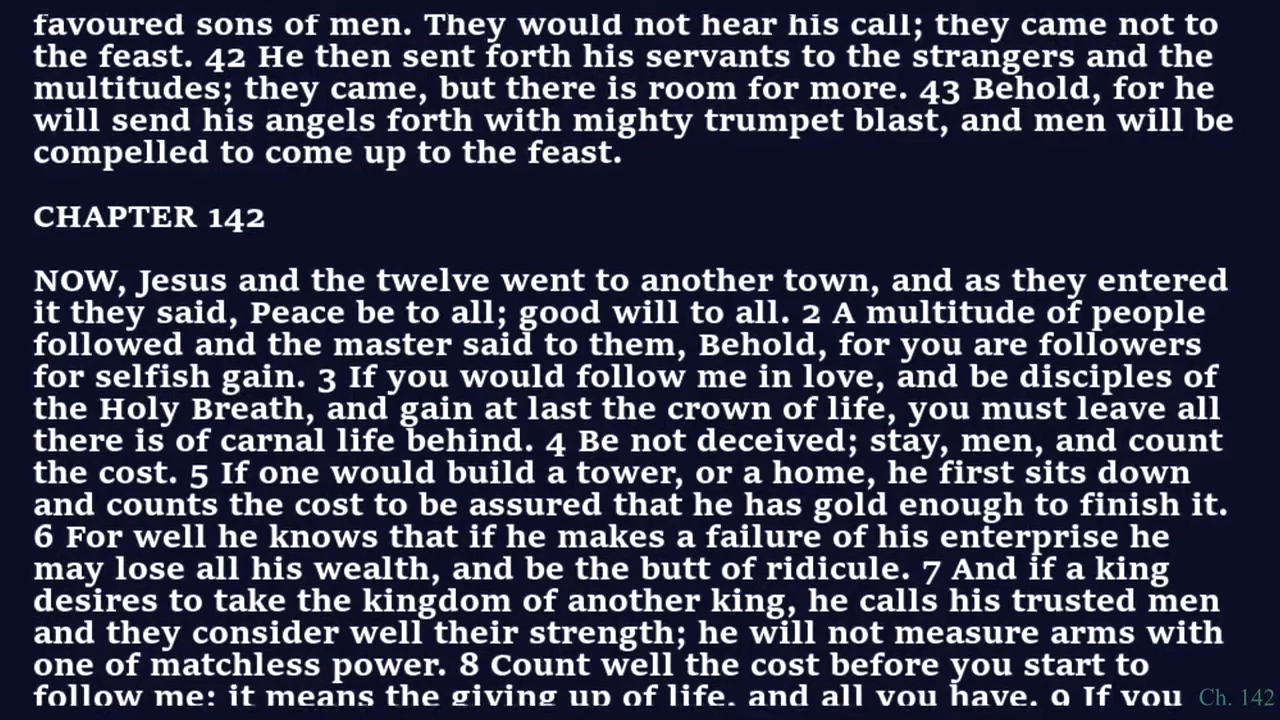 favoured sons of men. They would not hear his call; they came not to
the feast. 42 He then sent forth his servants to the strangers and the
multitudes; they came, but there is room for more. 43 Behold, for he
will send his angels forth with mighty trumpet blast, and men will be
compelled to come up to the feast.
CHAPTER 142
NOW, Jesus and the twelve went to another town, and as they entered
it they said, Peace be to all; good will to all. 2 A multitude of people
followed and the master said to them, Behold, for you are followers
for selfish gain. 3 If you would follow me in love, and be disciples of
the Holy Breath, and gain at last the crown of life, you must leave all
there is of carnal life behind. 4 Be not deceived; stay, men, and count
the cost. 5 If one would build a tower, or a home, he first sits down
and counts the cost to be assured that he has gold enough to finish it.
6 For well he knows that if he makes a failure of his enterprise he
may lose all his wealth, and be the butt of ridicule. 7 And if a king
desires to take the kingdom of another king, he calls his trusted men
and they consider well their strength; he will not measure arms with
one of matchless power. 8 Count well the cost before you start to
follow me; it means the giving up of life, and all you have. 9 If you
Ch. 142